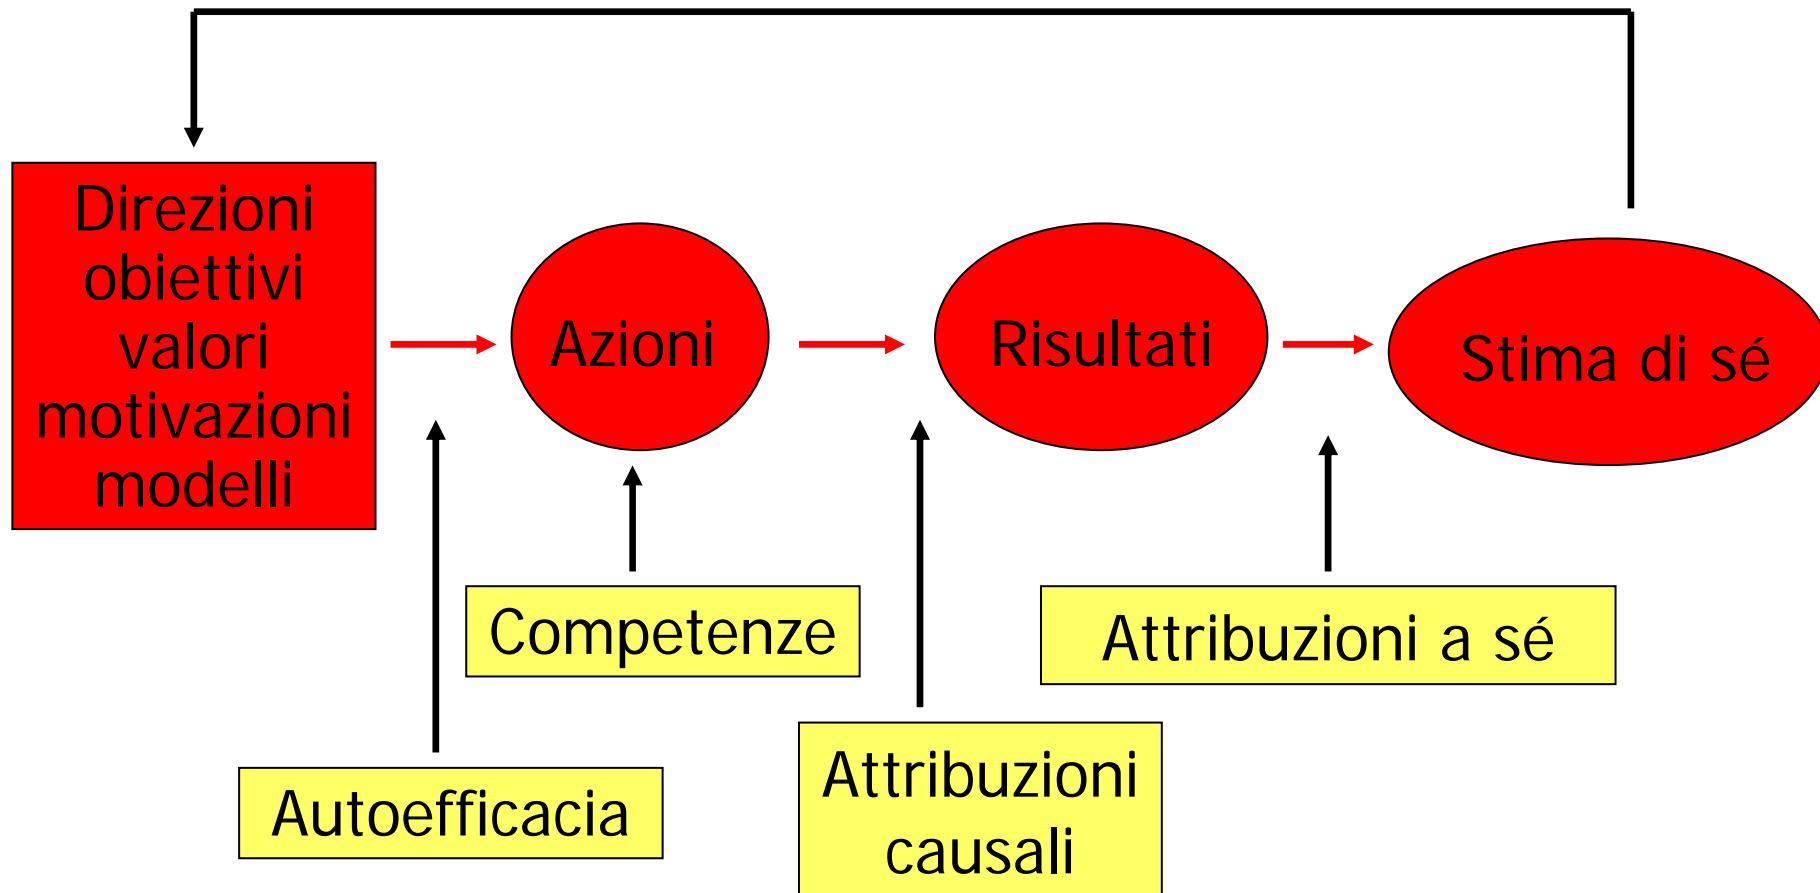 Direzioni
obiettivi
valori
motivazioni
modelli
Azioni
Risultati
Stima di sé
Competenze
Attribuzioni a sé
Autoefficacia
Attribuzioni
causali